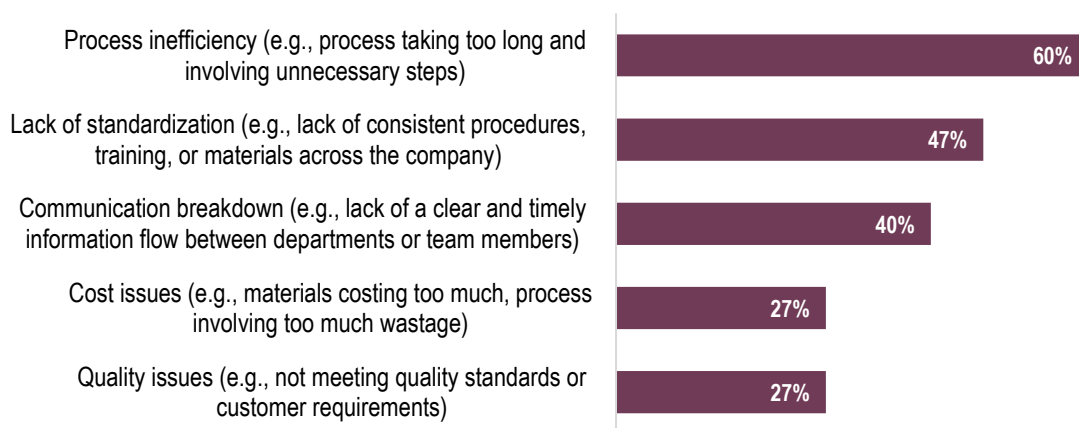 Process inefficiency (e.g., process taking too long and
involving unnecessary steps)
60%
Lack of standardization (e.g., lack of consistent procedures,
training, or materials across the company)
47%
Communication breakdown (e.g., lack of a clear and timely
information flow between departments or team members)
40%
Cost issues (e.g., materials costing too much, process
involving too much wastage)
27%
Quality issues (e.g., not meeting quality standards or
customer requirements)
27%